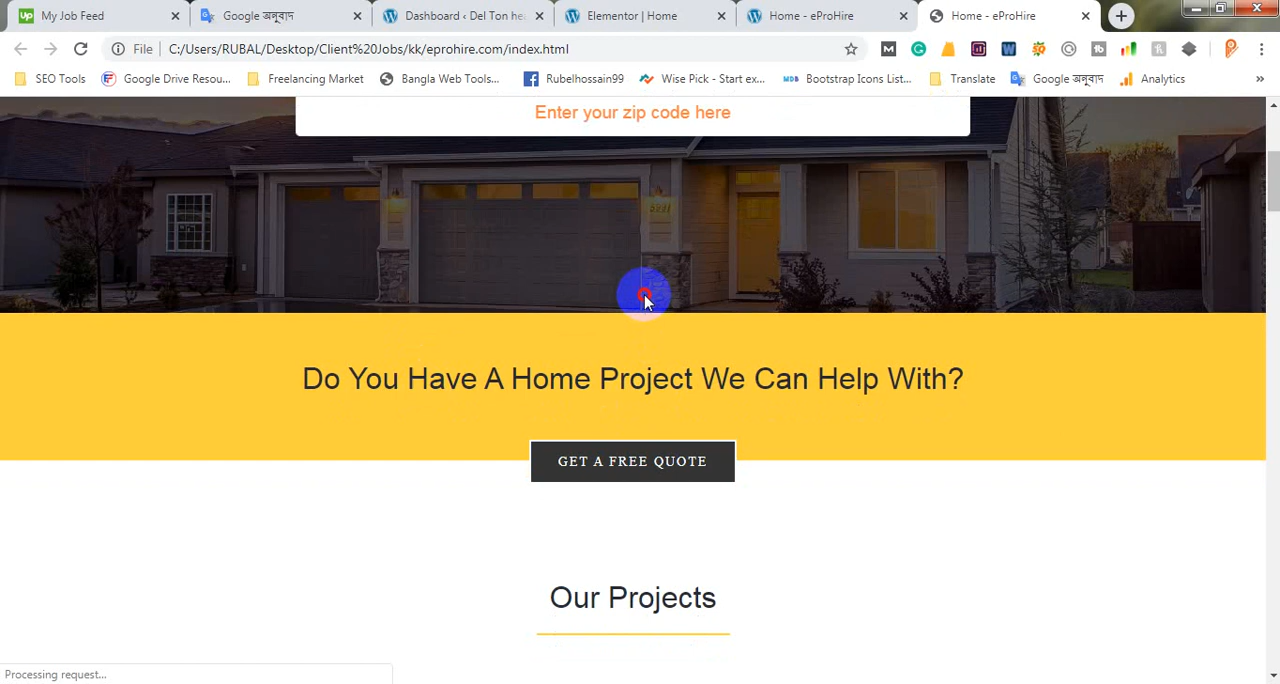 Up My Job Feed
Google অনুবাদ
Dashboard ‹ Del Ton he
Elementor | Home
Home - eProHire
Home - eProHire
File C:/Users/RUBAL/Desktop/Client%20Jobs/kk/eprohire.com/index.html
SEO Tools
Google Drive Resou...
Freelancing Market
Bangla Web Tools...
Rubelhossain99
Wise Pick - Start ex...
MDB Bootstrap Icons List...
Translate
Google অনুবাদ
Analytics
»
Enter your zip code here
Do You Have A Home Project We Can Help With?
GET A FREE QUOTE
Our Projects
Processing request...